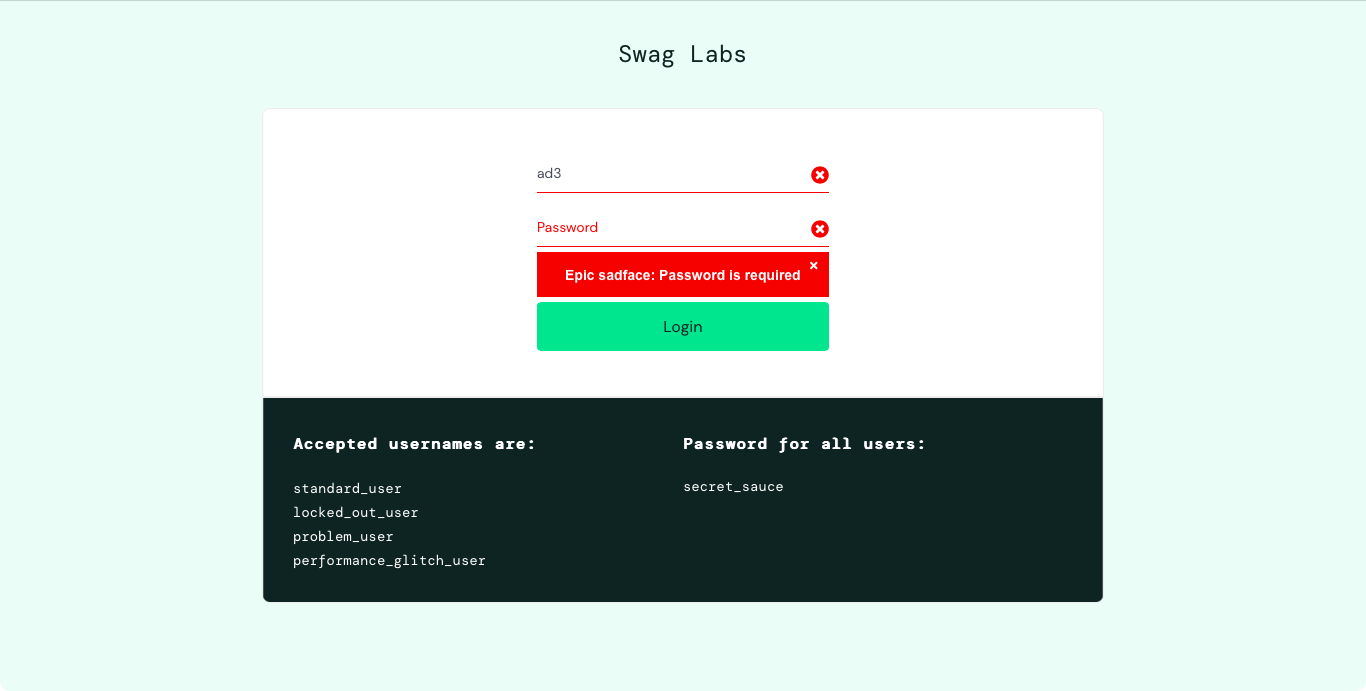 Swag Labs
ad3
Password
Epic sadface: Password is required
Login
Accepted usernames are:
standard_user
locked_out_user
problem_user
performance_glitch_user
Password for all users:
secret_sauce